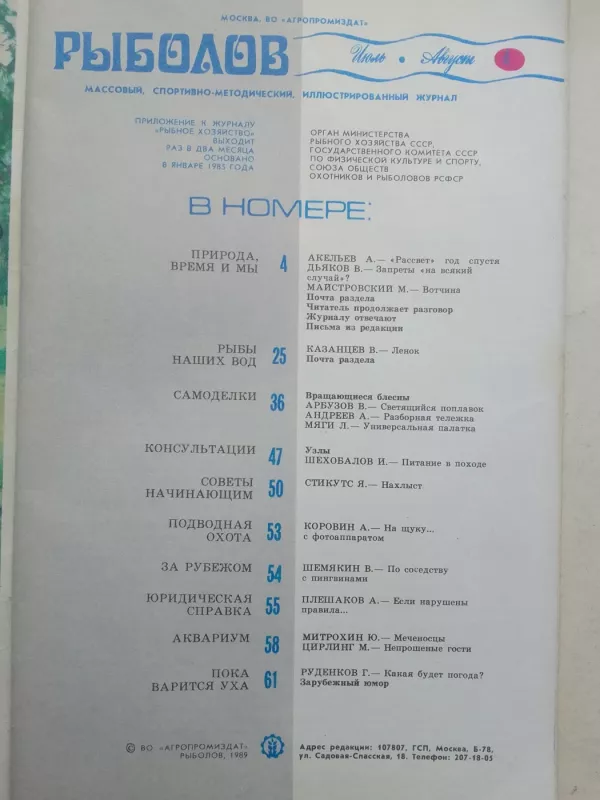 МОСКВА, ВО «АГРОПРОМИЗДАТ»
РЫБОЛОВ
Июль • Август
МАССОВЫЙ, СПОРТИВНО-МЕТОДИЧЕСКИЙ, ИЛЛЮСТРИРОВАННЫЙ ЖУРНАЛ
ПРИЛОЖЕНИЕ К ЖУРНАЛУ
«РЫБНОЕ ХОЗЯЙСТВО»
ВЫХОДИТ
РАЗ В ДВА МЕСЯЦА
ОСНОВАНО
В ЯНВАРЕ 1985 ГОДА
ОРГАН МИНИСТЕРСТВА
РЫБНОГО ХОЗЯЙСТВА СССР,
ГОСУДАРСТВЕННОГО КОМИТЕТА СССР
ПО ФИЗИЧЕСКОЙ КУЛЬТУРЕ И СПОРТУ,
СОЮЗА ОБЩЕСТВ
ОХОТНИКОВ И РЫБОЛОВОВ РСФСР
В НОМЕРЕ:
ПРИРОДА,
ВРЕМЯ И МЫ
4
АКЕЛЬЕВ А.— «Рассвет» год спустя
ДЬЯКОВ В.— Запреты «на всякий
случай»?
МАЙСТРОВСКИЙ М.— Вотчина
Почта раздела
Читатель продолжает разговор
Журналу отвечают
Письма из редакции
РЫБЫ
НАШИХ ВОД
25
КАЗАНЦЕВ В.— Ленок
Почта раздела
САМОДЕЛКИ
36
Вращающиеся блесны
АРБУЗОВ В.— Светящийся поплавок
АНДРЕЕВ А.— Разборная тележка
МЯГИ Л.— Универсальная палатка
КОНСУЛЬТАЦИИ
47
Узлы
ШЕХОБАЛОВ И.— Питание в походе
СОВЕТЫ
НАЧИНАЮЩИМ
50
СТИКУТС Я.— Нахлыст
ПОДВОДНАЯ
ОХОТА
53
КОРОВИН А.— На щуку...
с фотоаппаратом
ЗА РУБЕЖОМ
54
ШЕМЯКИН В.— По соседству
с пингвинами
ЮРИДИЧЕСКАЯ
СПРАВКА
55
ПЛЕШАКОВ А.— Если нарушены
правила...
АКВАРИУМ
58
МИТРОХИН Ю.— Меченосцы
ЦИРЛИНГ М.— Непрошеные гости
ПОКА
ВАРИТСЯ УХА
61
РУДЕНКОВ Г.— Какая будет погода?
Зарубежный юмор
© ВО «АГРОПРОМИЗДАТ»
РЫБОЛОВ, 1989
Адрес редакции: 107807, ГСП, Москва, Б-78,
ул. Садовая-Спасская, 18. Телефон: 207-18-05